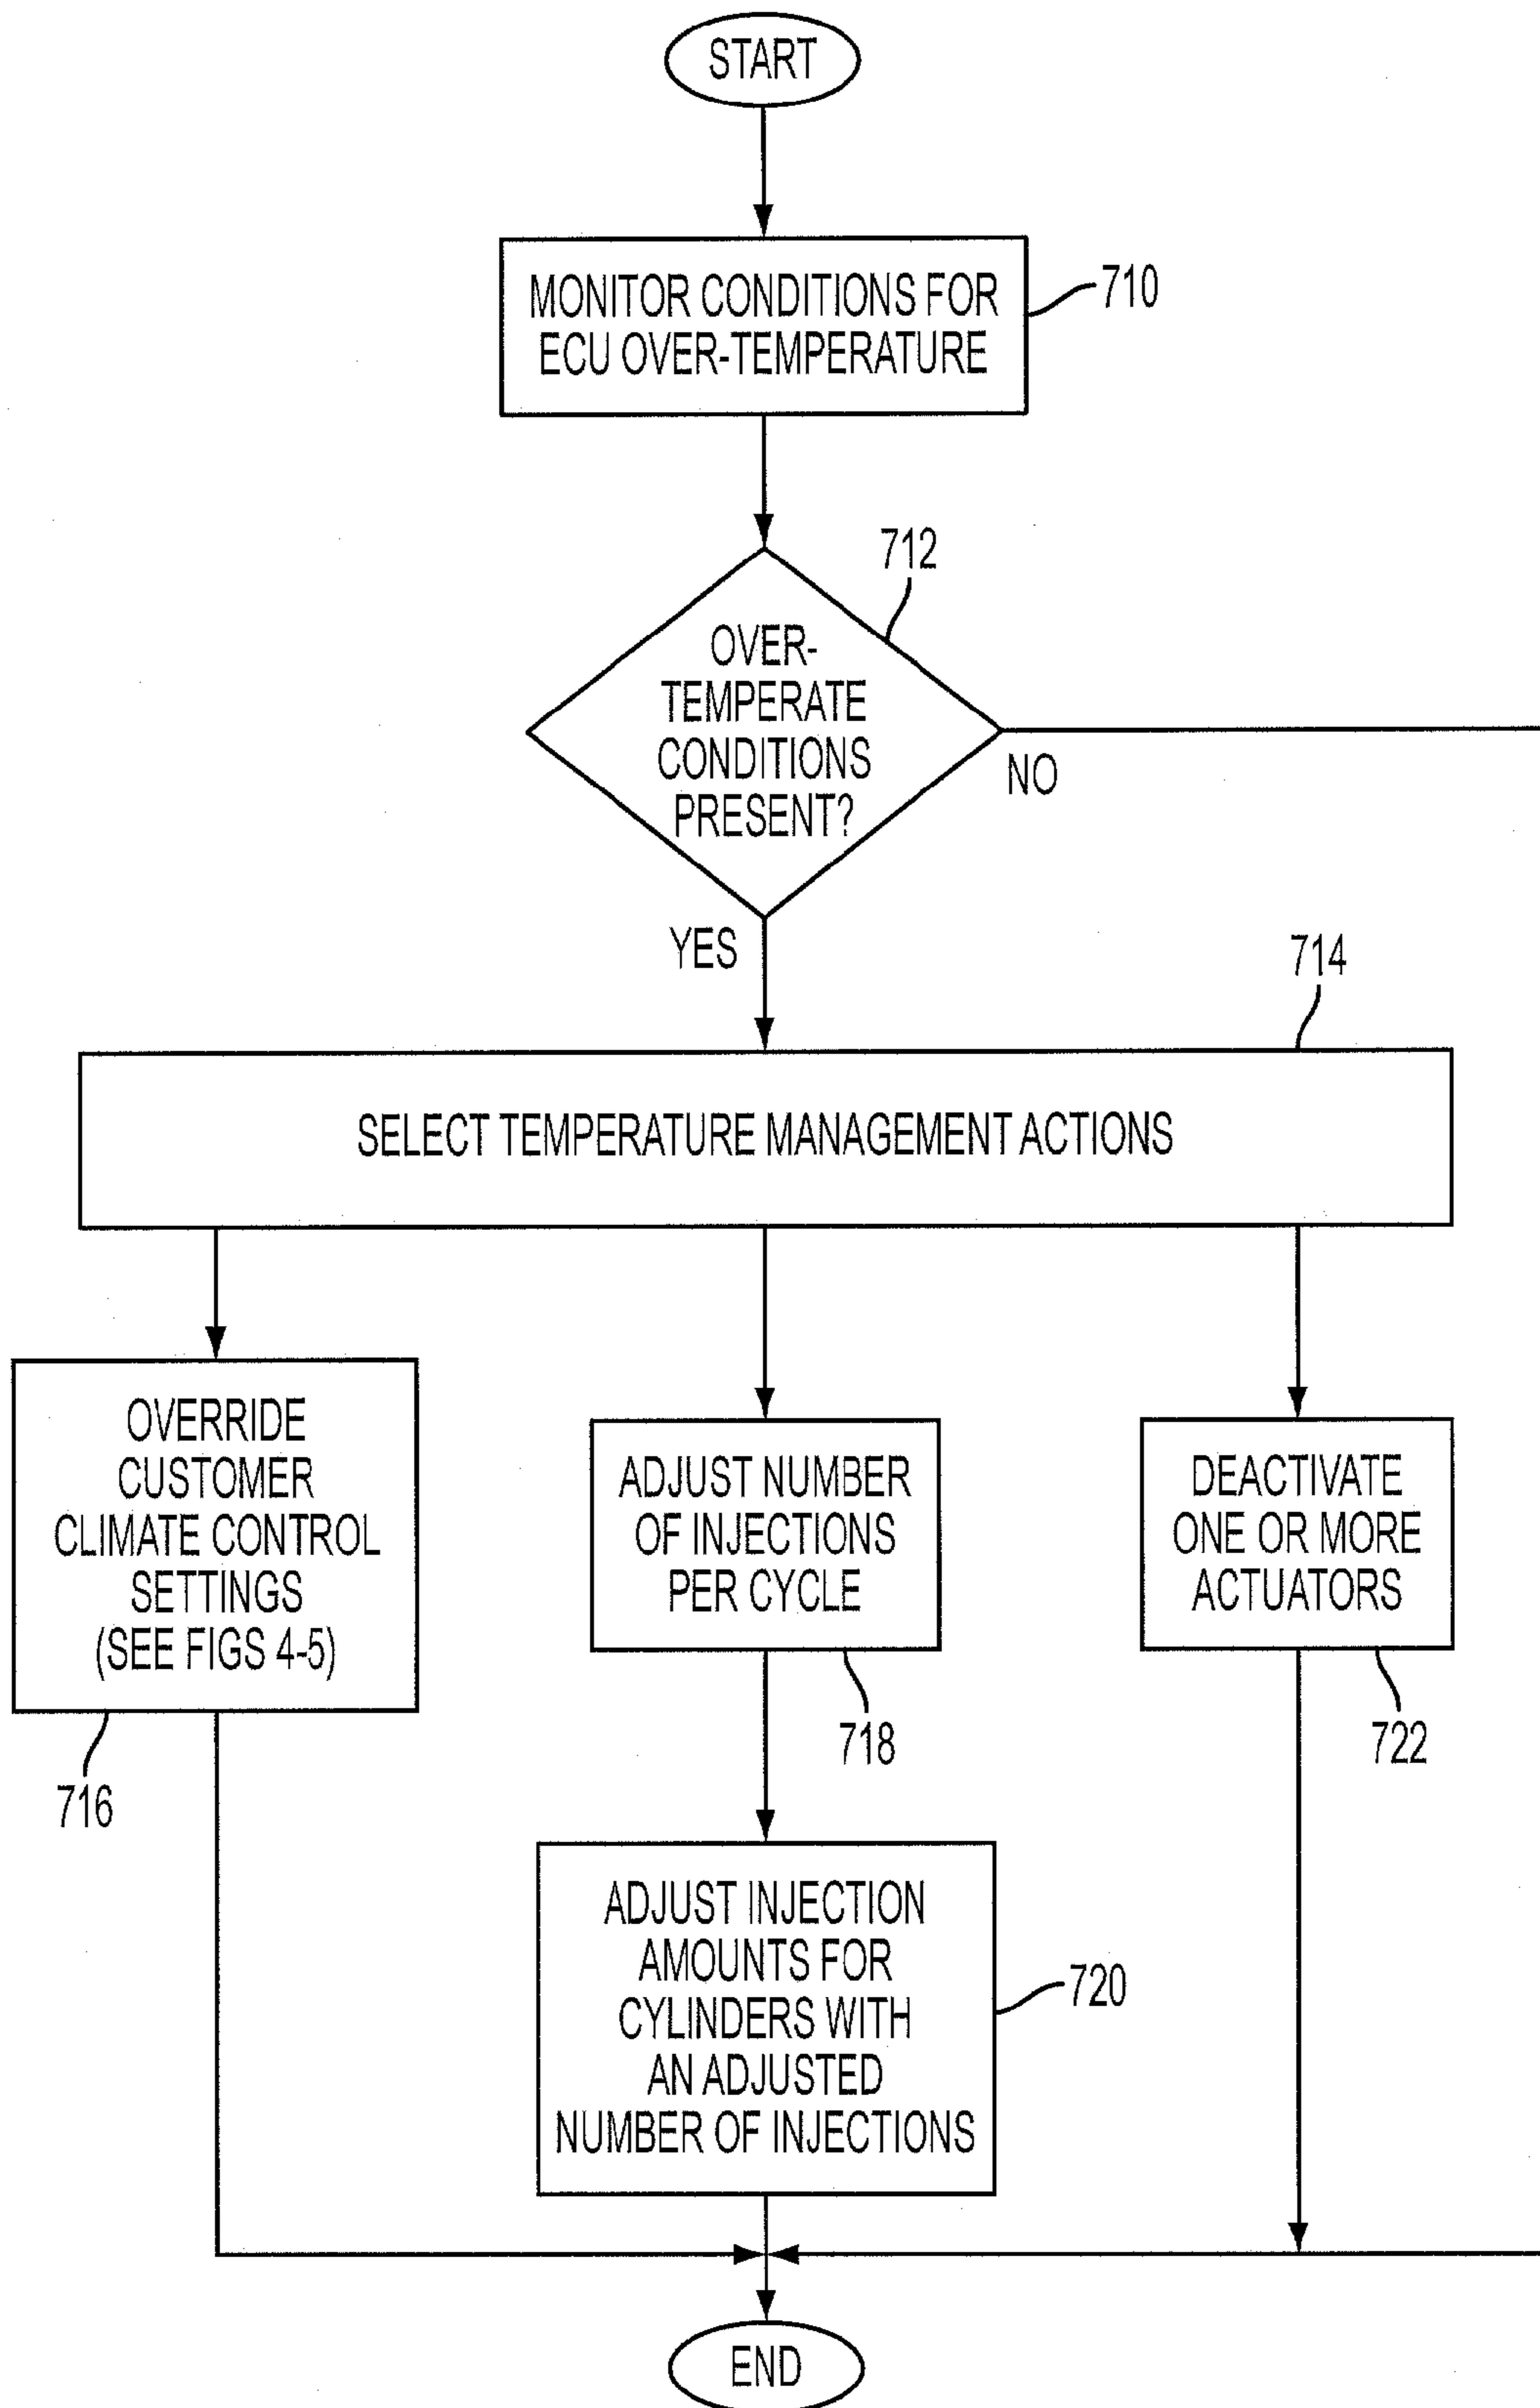 START
MONITOR CONDITIONS FOR
ECU OVER-TEMPERATURE
710
712
OVER-
TEMPERATE
CONDITIONS
PRESENT?
NO
YES
714
SELECT TEMPERATURE MANAGEMENT ACTIONS
OVERRIDE
CUSTOMER
CLIMATE CONTROL
SETTINGS
(SEE FIGS 4-5)
716
ADJUST NUMBER
OF INJECTIONS
PER CYCLE
718
DEACTIVATE
ONE OR MORE
ACTUATORS
722
ADJUST INJECTION
AMOUNTS FOR
CYLINDERS WITH
AN ADJUSTED
NUMBER OF INJECTIONS
720
END